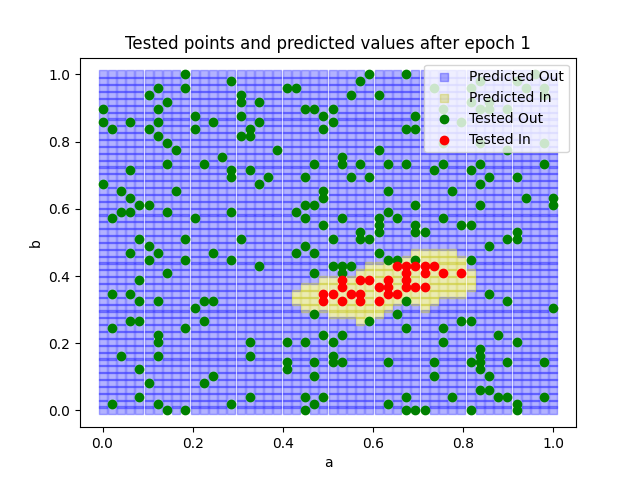 Tested points and predicted values after epoch 1
Predicted Out
Predicted In
Tested Out
Tested In
1.0
0.8
0.6
0.4
0.2
0.0
b
0.0 0.2 0.4 0.6 0.8 1.0
a